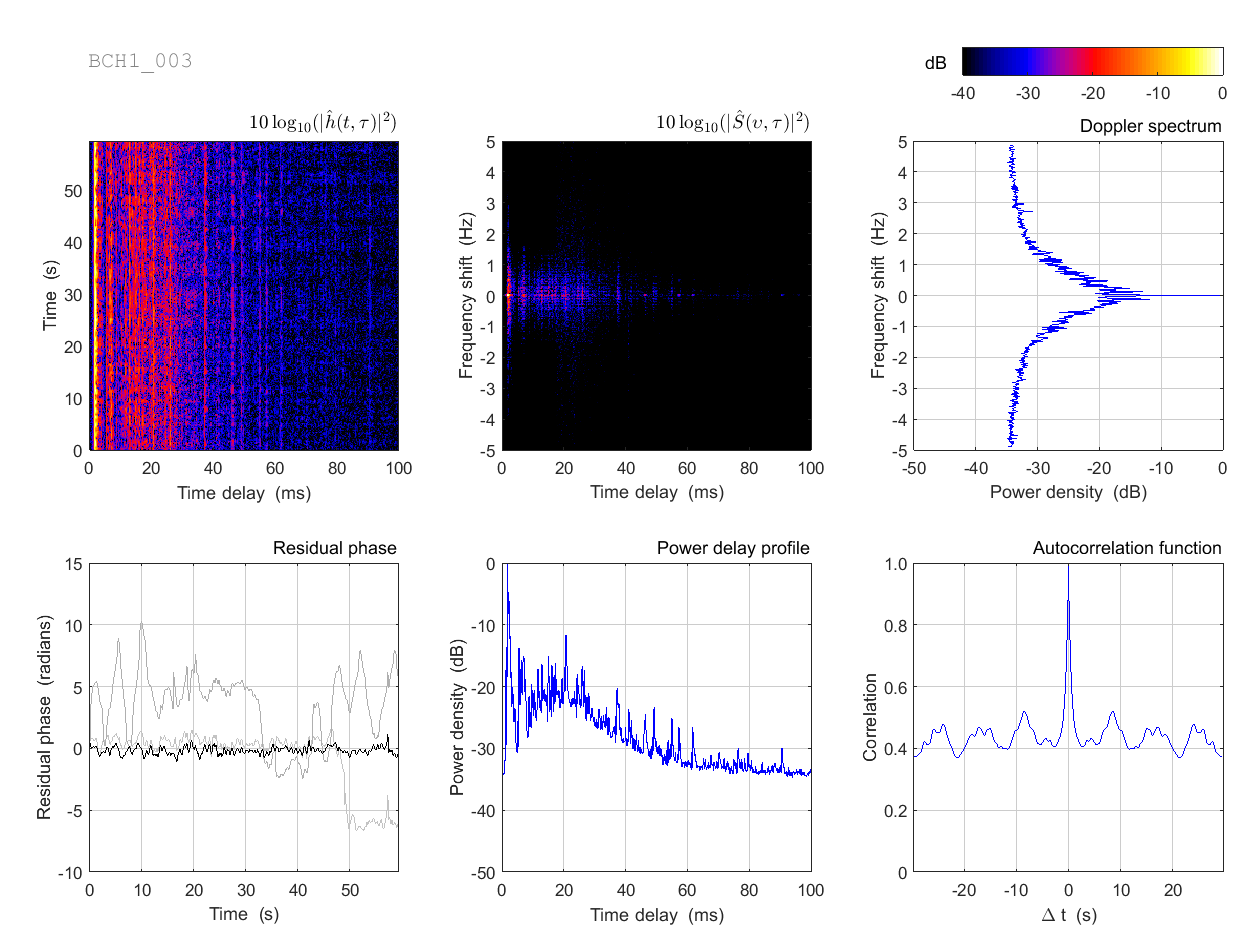 BCH1_003
dB
-40 -30 -20 -10 0
10 log₁₀(|ĥ(t, τ)|²)
Time (s)
0 10 20 30 40 50
0 20 40 60 80 100
Time delay (ms)
10 log₁₀(|Ŝ(υ, τ)|²)
Frequency shift (Hz)
5 4 3 2 1 0 -1 -2 -3 -4 -5
0 20 40 60 80 100
Time delay (ms)
Doppler spectrum
Frequency shift (Hz)
5 4 3 2 1 0 -1 -2 -3 -4 -5
-50 -40 -30 -20 -10 0
Power density (dB)
Residual phase
Residual phase (radians)
15 10 5 0 -5 -10
0 10 20 30 40 50
Time (s)
Power delay profile
Power density (dB)
0 -10 -20 -30 -40 -50
0 20 40 60 80 100
Time delay (ms)
Autocorrelation function
Correlation
1.0 0.8 0.6 0.4 0.2 0
-20 -10 0 10 20
Δ t (s)